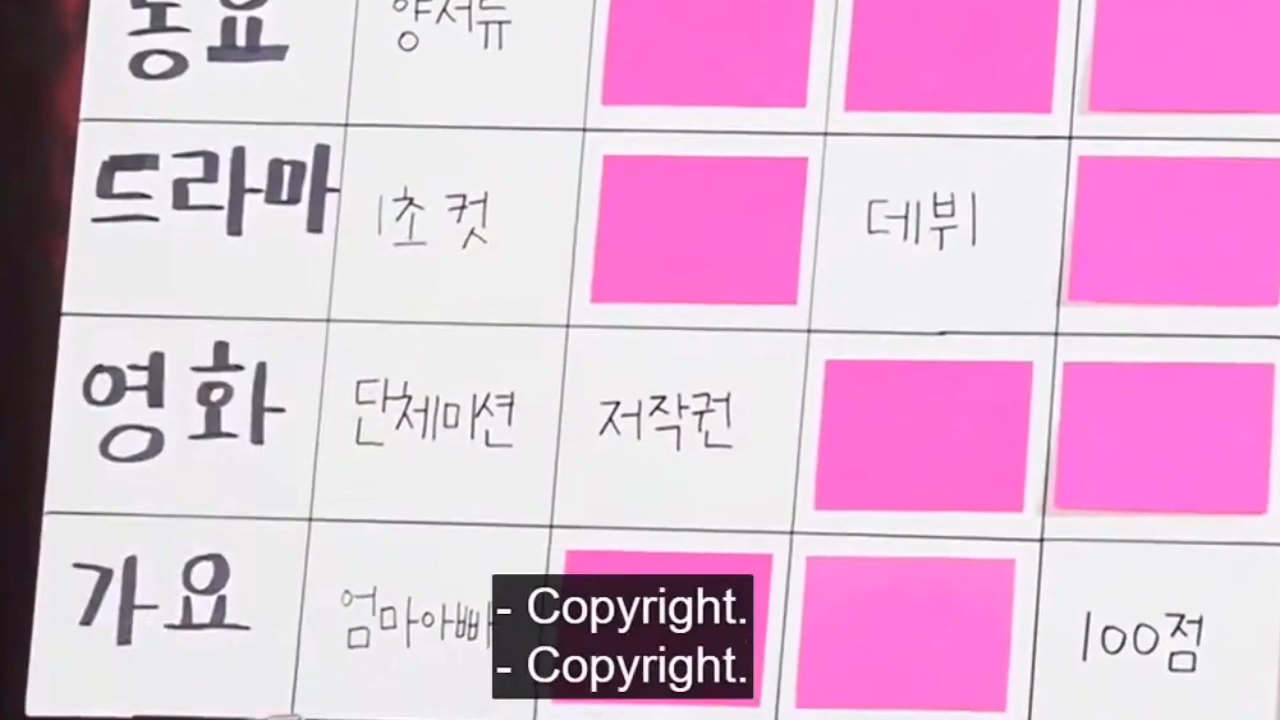 동요 양서류
드라마 1초 컷 데뷔
영화 단체미션 저작권
가요 엄마아빠 100점
- Copyright.
- Copyright.